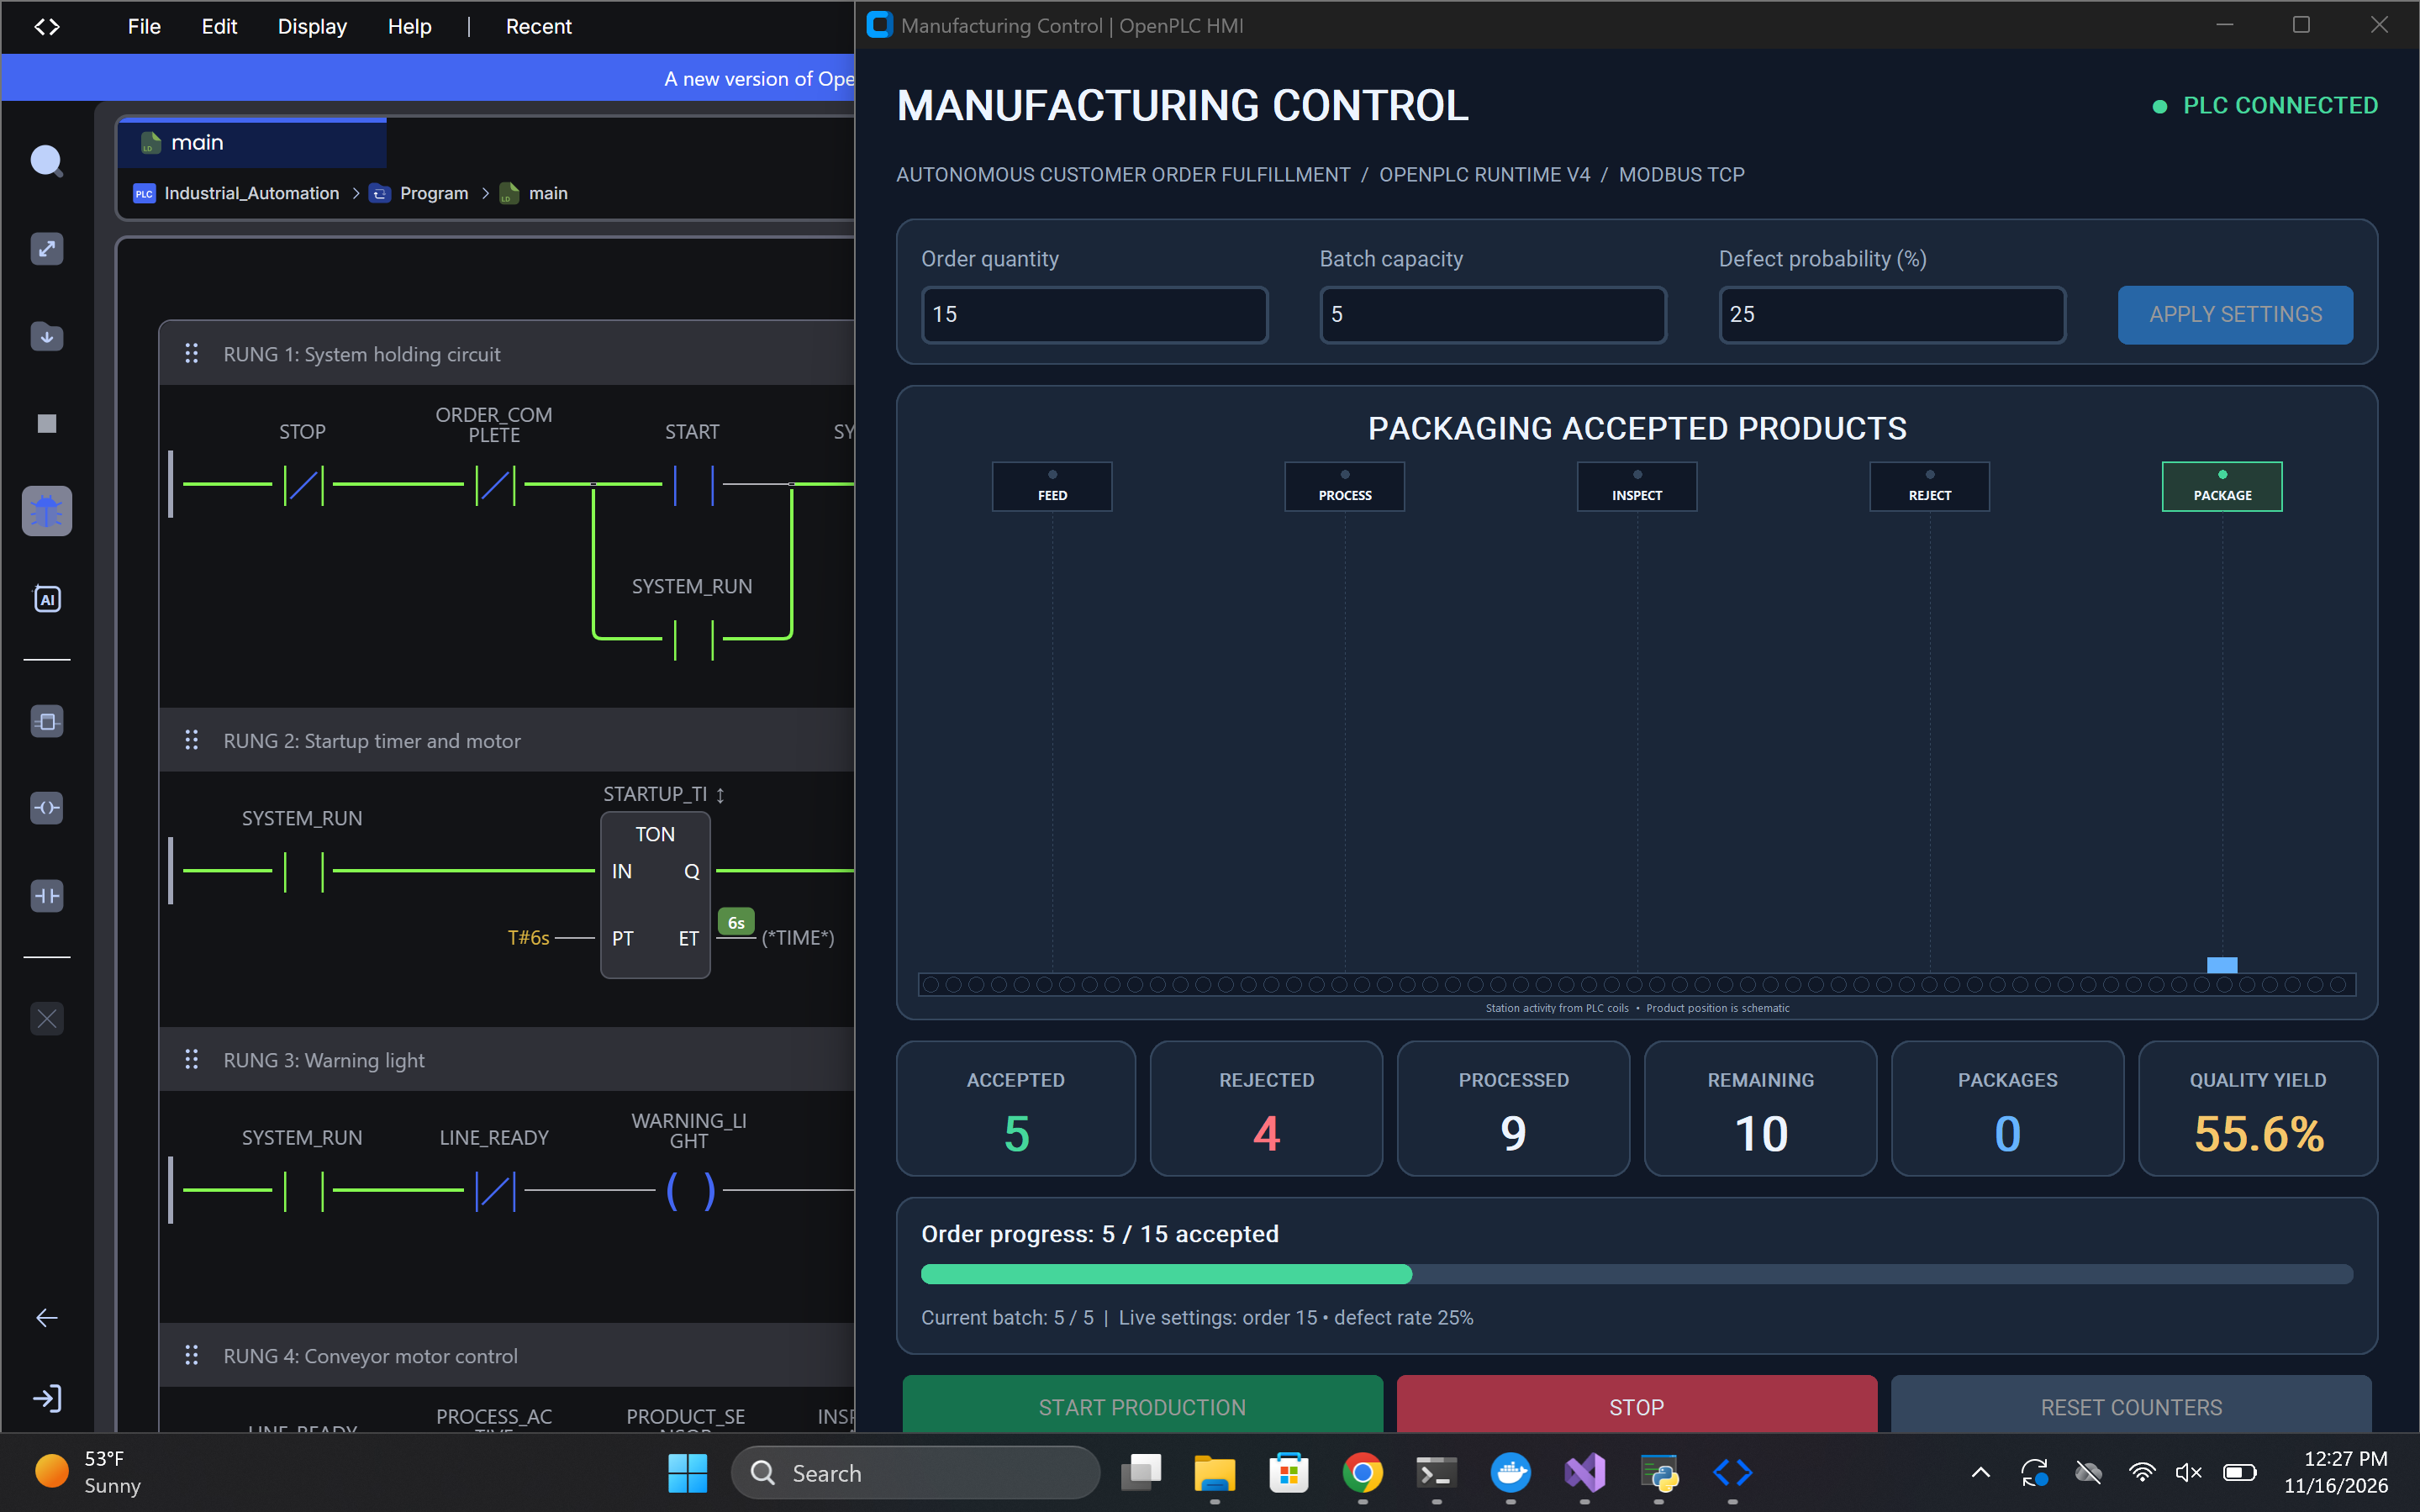 File Edit Display Help | Recent
A new version of Ope
main
PLC Industrial_Automation > Program > main
RUNG 1: System holding circuit
STOP
ORDER_COM
PLETE
START
SY
SYSTEM_RUN
RUNG 2: Startup timer and motor
SYSTEM_RUN
STARTUP_TI
TON
IN Q
T#6s PT ET 6s (*TIME*)
RUNG 3: Warning light
SYSTEM_RUN
LINE_READY
WARNING_LI
GHT
RUNG 4: Conveyor motor control
LINE_READY
PROCESS_AC
TIVE
PRODUCT_SE
NSOR
INSF
AI
Manufacturing Control | OpenPLC HMI
MANUFACTURING CONTROL
PLC CONNECTED
AUTONOMOUS CUSTOMER ORDER FULFILLMENT / OPENPLC RUNTIME V4 / MODBUS TCP
Order quantity
Batch capacity
Defect probability (%)
15
5
25
APPLY SETTINGS
PACKAGING ACCEPTED PRODUCTS
FEED
PROCESS
INSPECT
REJECT
PACKAGE
Station activity from PLC coils • Product position is schematic
ACCEPTED
5
REJECTED
4
PROCESSED
9
REMAINING
10
PACKAGES
0
QUALITY YIELD
55.6%
Order progress: 5 / 15 accepted
Current batch: 5 / 5 | Live settings: order 15 • defect rate 25%
START PRODUCTION
STOP
RESET COUNTERS
53°F
Sunny
Search
12:27 PM
11/16/2026